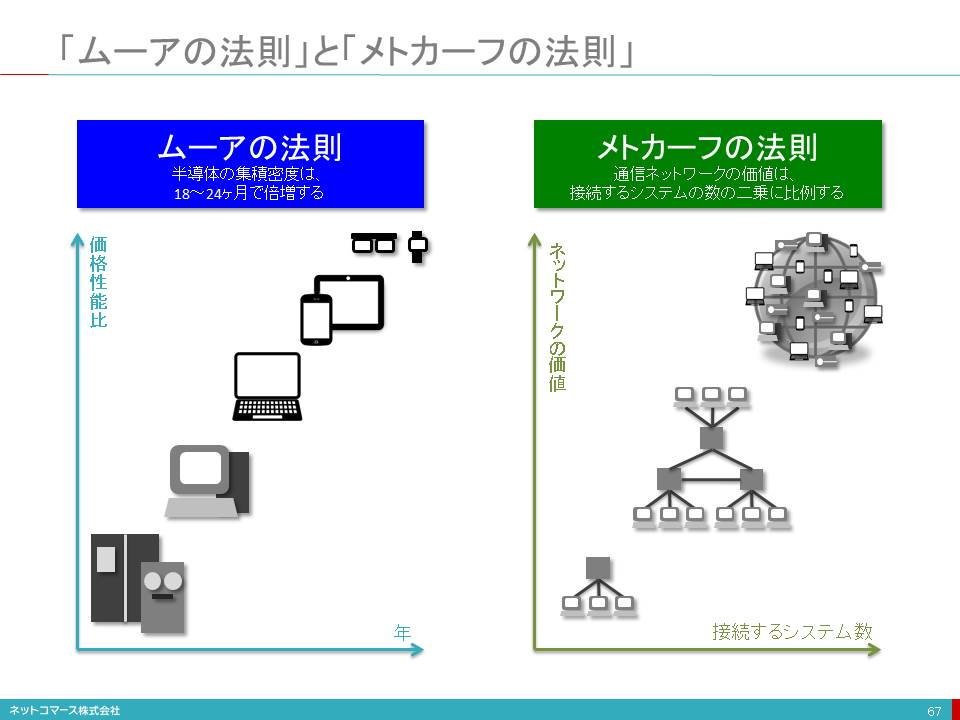 「ムーアの法則」と「メトカーフの法則」
ムーアの法則
半導体の集積密度は、
18～24ヶ月で倍増する
メトカーフの法則
通信ネットワークの価値は、
接続するシステムの数の二乗に比例する
価格性能比
年
ネットワークの価値
接続するシステム数
ネットコマース株式会社
67